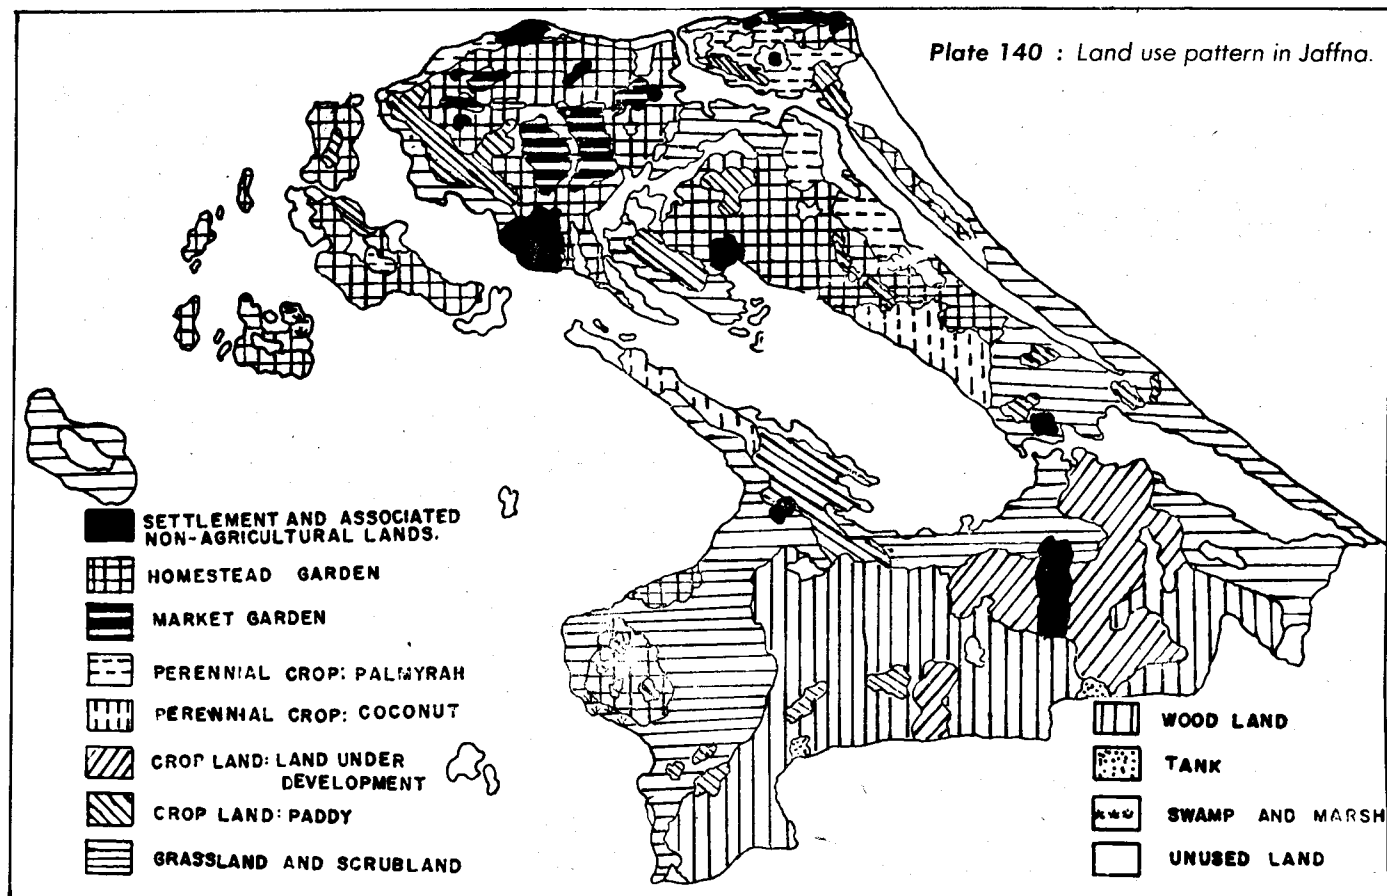 Plate 140 : Land use pattern in Jaffna.
SETTLEMENT AND ASSOCIATED
NON-AGRICULTURAL LANDS.
HOMESTEAD GARDEN
MARKET GARDEN
PERENNIAL CROP: PALMYRAH
PERENNIAL CROP: COCONUT
CROP LAND: LAND UNDER
DEVELOPMENT
CROP LAND: PADDY
GRASSLAND AND SCRUBLAND
WOOD LAND
TANK
SWAMP AND MARSH
UNUSED LAND